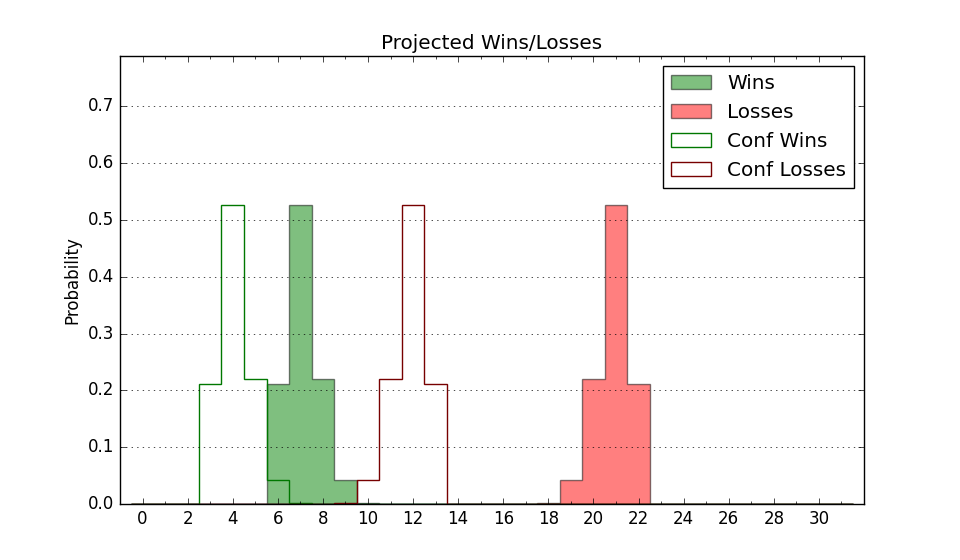 Projected Wins/Losses
Wins
Losses
Conf Wins
Conf Losses
Probability
0.7
0.6
0.5
0.4
0.3
0.2
0.1
0.0
0 2 4 6 8 10 12 14 16 18 20 22 24 26 28 30